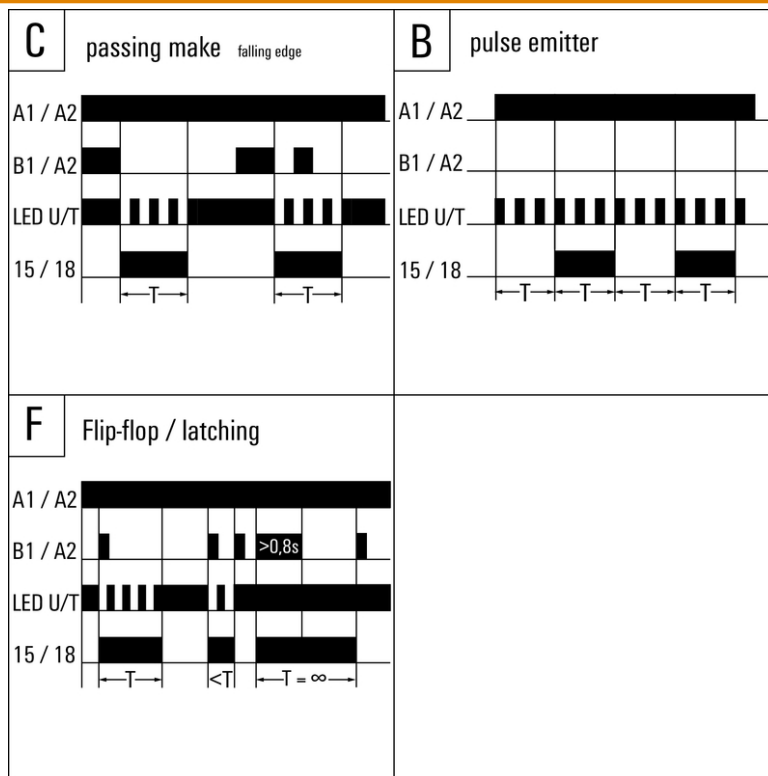 C passing make falling edge
A1 / A2
B1 / A2
LED U/T
15 / 18
T T
B pulse emitter
A1 / A2
B1 / A2
LED U/T
15 / 18
T T T T
F Flip-flop / latching
A1 / A2
B1 / A2 >0,8s
LED U/T
15 / 18
T <T T = ∞